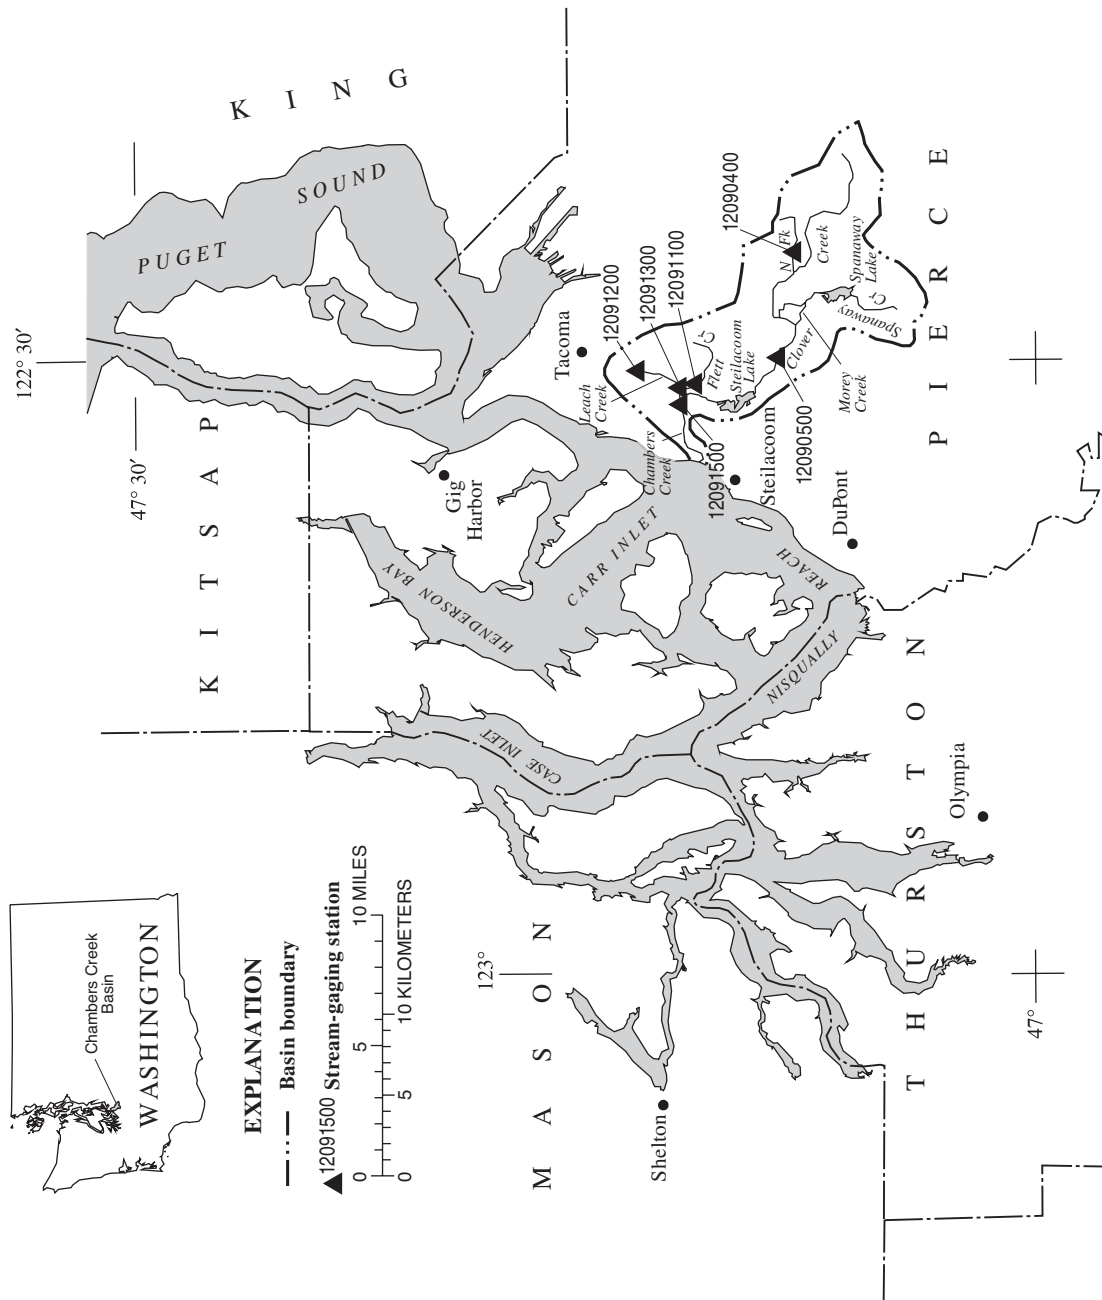 Chambers Creek
Basin
WASHINGTON
EXPLANATION
Basin boundary
12091500 Stream-gaging station
0 5 10 MILES
0 5 10 KILOMETERS
122° 30′
47° 30′
123°
47°
KITSAP
KING
MASON
THURSTON
PIERCE
PUGET
SOUND
HENDERSON BAY
CARR INLET
CASE INLET
NISQUALLY
REACH
Gig
Harbor
Tacoma
Steilacoom
DuPont
Olympia
Shelton
Leach
Creek
Chambers
Creek
Flett
Steilacoom
Lake
Clover
Morey
Creek
N Fk
Creek
Spanaway
Lake
Spanaway
Cr
Cr
12091200
12091300
12091100
12090400
12091500
12090500